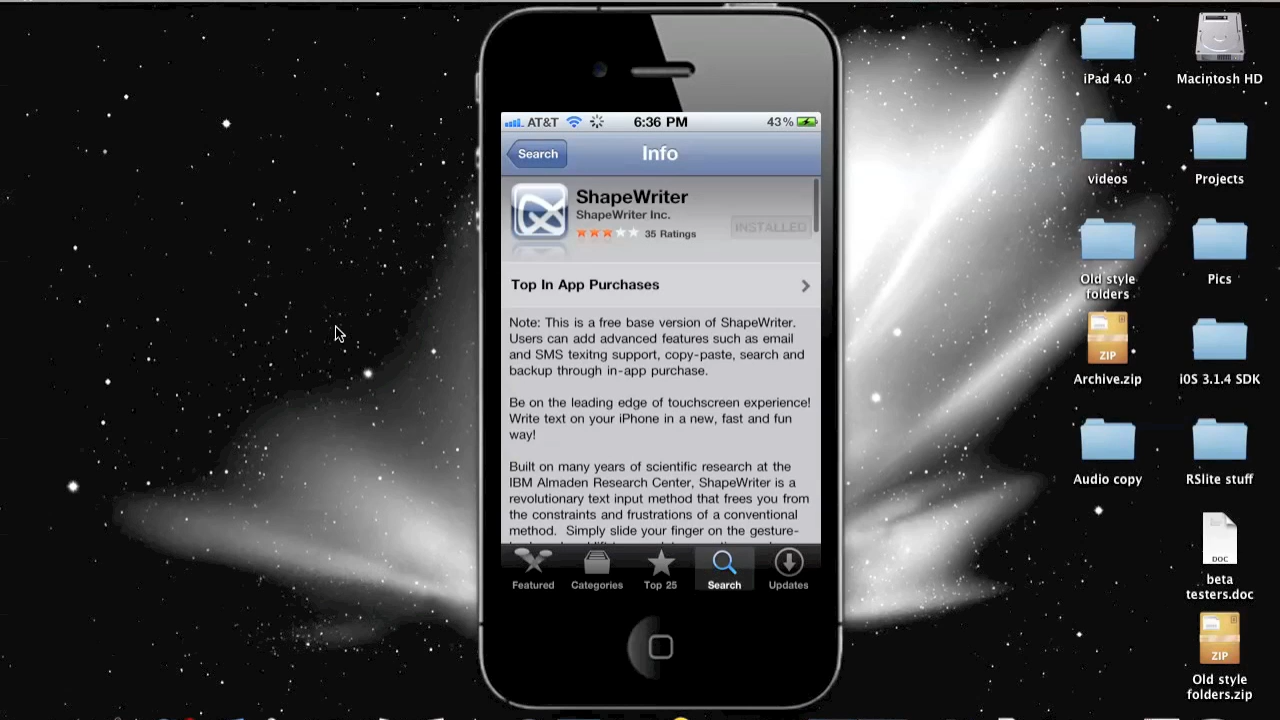 AT&T 6:36 PM 43%
Search Info
ShapeWriter
ShapeWriter Inc.
35 Ratings
INSTALLED
Top In App Purchases
Note: This is a free base version of ShapeWriter.
Users can add advanced features such as email
and SMS texitng support, copy-paste, search and
backup through in-app purchase.
Be on the leading edge of touchscreen experience!
Write text on your iPhone in a new, fast and fun
way!
Built on many years of scientific research at the
IBM Almaden Research Center, ShapeWriter is a
revolutionary text input method that frees you from
the constraints and frustrations of a conventional
method. Simply slide your finger on the gesture-
Featured Categories Top 25 Search Updates
iPad 4.0 Macintosh HD
videos Projects
Old style
folders
Pics
ZIP
Archive.zip
iOS 3.1.4 SDK
Audio copy RSlite stuff
DOC
beta
testers.doc
ZIP
Old style
folders.zip